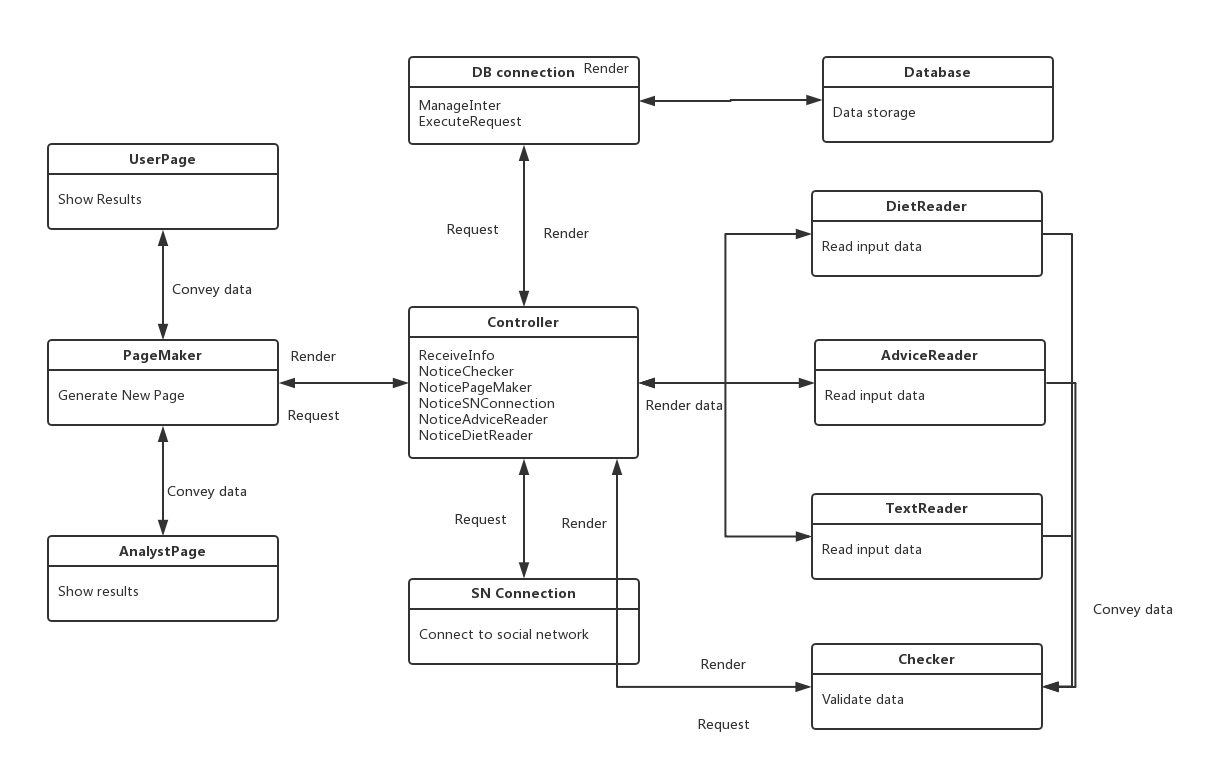 DB connection
Render
ManageInter
ExecuteRequest
Database
Data storage
UserPage
Show Results
DietReader
Read input data
Request
Render
Convey data
Controller
ReceiveInfo
NoticeChecker
NoticePageMaker
NoticeSNConnection
NoticeAdviceReader
NoticeDietReader
PageMaker
Generate New Page
Render
Request
Render data
AdviceReader
Read input data
Convey data
Request
Render
TextReader
Read input data
AnalystPage
Show results
SN Connection
Connect to social network
Convey data
Render
Request
Checker
Validate data